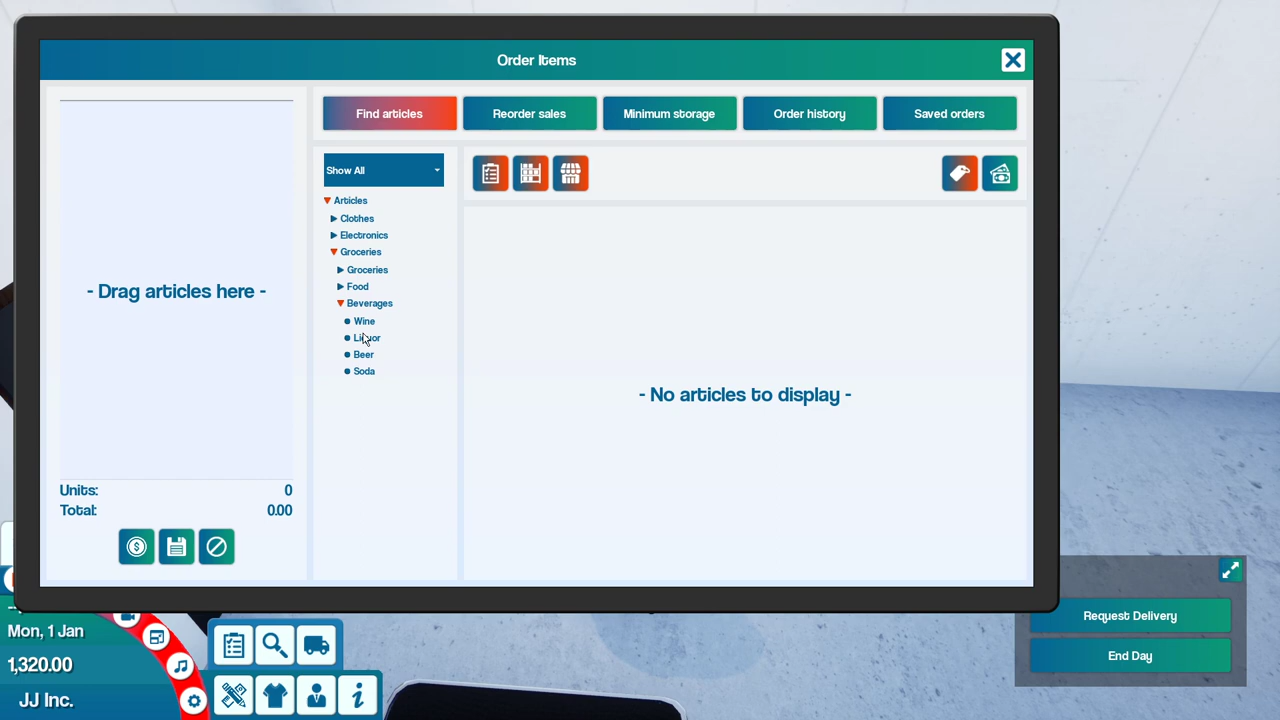 Order Items
Find articles
Reorder sales
Minimum storage
Order history
Saved orders
- Drag articles here -
Units: 0
Total: 0.00
Show All
Articles
Clothes
Electronics
Groceries
Groceries
Food
Beverages
Wine
Liquor
Beer
Soda
- No articles to display -
Mon, 1 Jan
1,320.00
JJ Inc.
Request Delivery
End Day